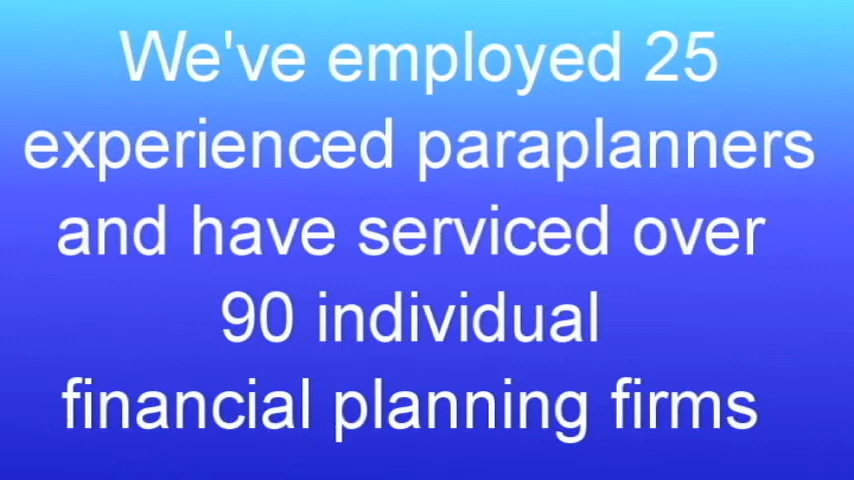 We've employed 25
experienced paraplanners
and have serviced over
90 individual
financial planning firms